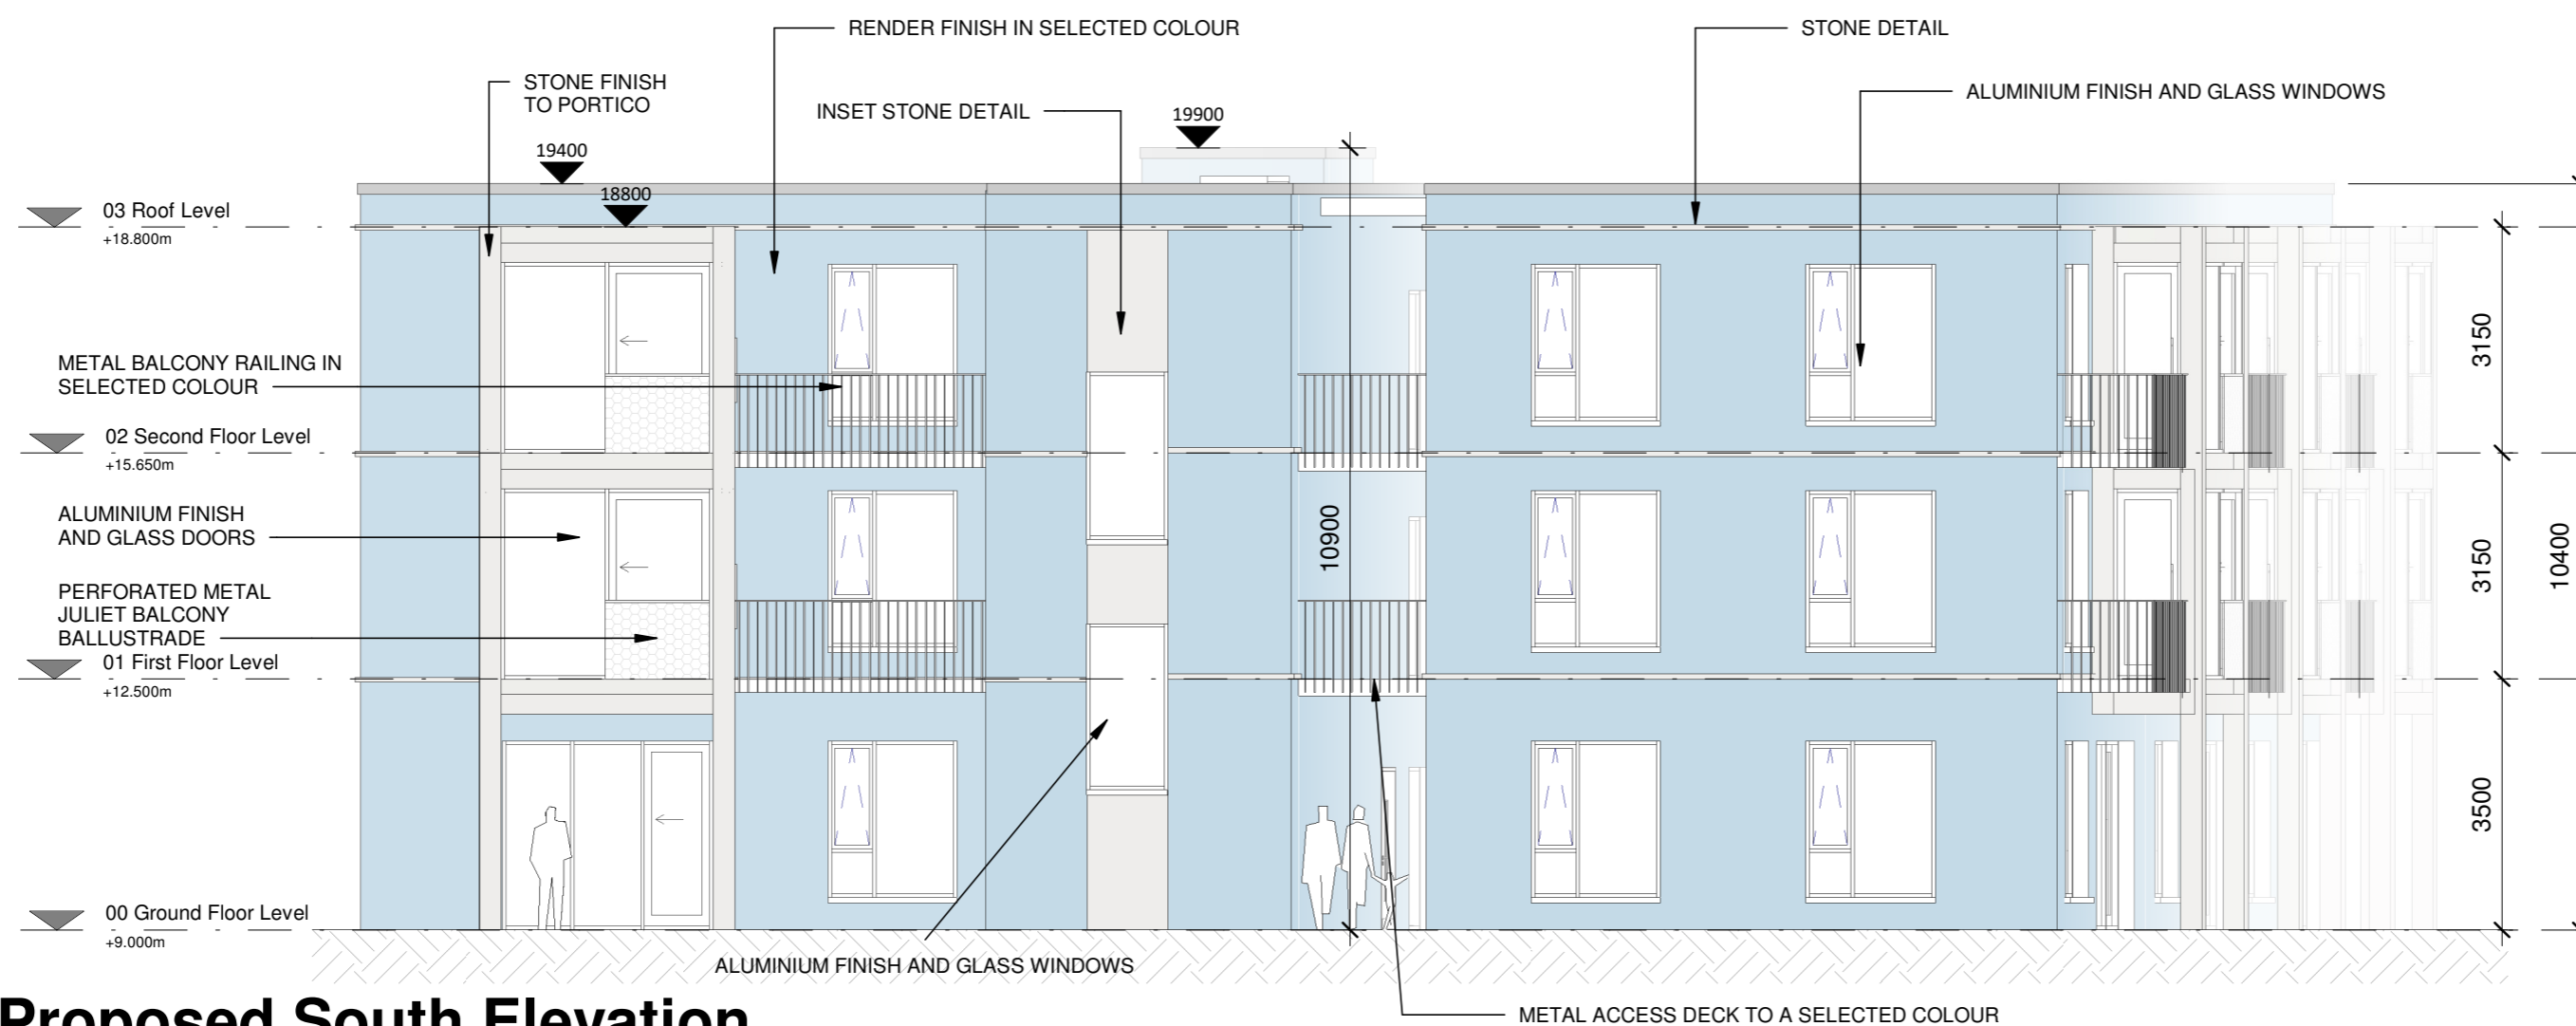 RENDER FINISH IN SELECTED COLOUR
STONE DETAIL
STONE FINISH
TO PORTICO
INSET STONE DETAIL
ALUMINIUM FINISH AND GLASS WINDOWS
19900
19400
18800
03 Roof Level
+18.800m
3150
METAL BALCONY RAILING IN
SELECTED COLOUR
02 Second Floor Level
+15.650m
ALUMINIUM FINISH
AND GLASS DOORS
10900
3150
10400
PERFORATED METAL
JULIET BALCONY
BALLUSTRADE
01 First Floor Level
+12.500m
3500
00 Ground Floor Level
+9.000m
ALUMINIUM FINISH AND GLASS WINDOWS
METAL ACCESS DECK TO A SELECTED COLOUR
Proposed South Elevation